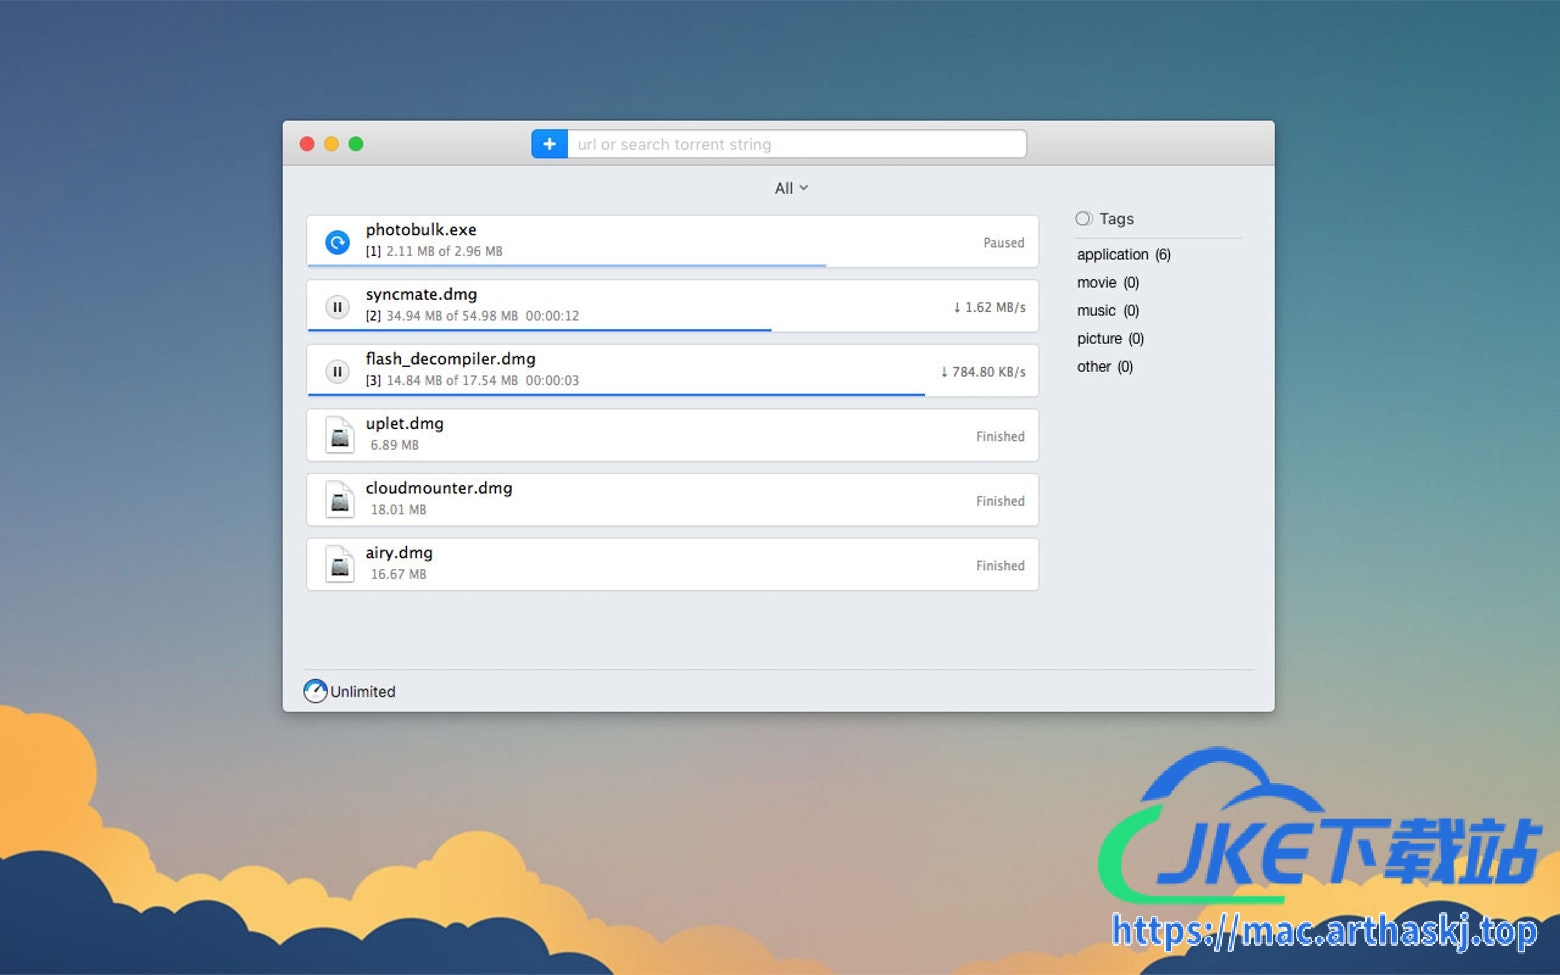 + url or search torrent string
All
photobulk.exe
[1] 2.11 MB of 2.96 MB
Paused
syncmate.dmg
[2] 34.94 MB of 54.98 MB 00:00:12
↓ 1.62 MB/s
flash_decompiler.dmg
[3] 14.84 MB of 17.54 MB 00:00:03
↓ 784.80 KB/s
uplet.dmg
6.89 MB
Finished
cloudmounter.dmg
18.01 MB
Finished
airy.dmg
16.67 MB
Finished
Tags
application (6)
movie (0)
music (0)
picture (0)
other (0)
Unlimited
JKE下载站
https://mac.arthaskj.top